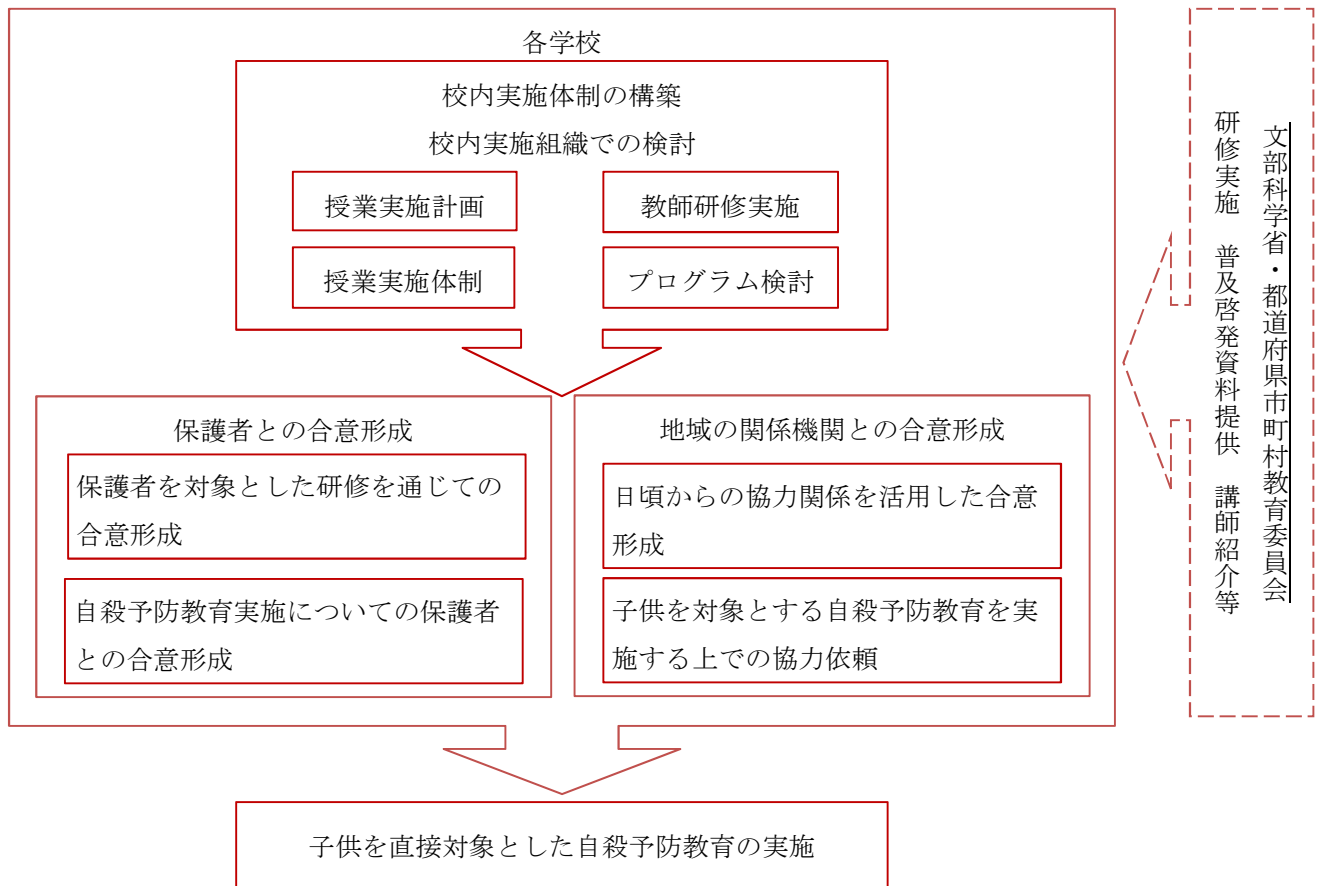 各学校
校内実施体制の構築
校内実施組織での検討
授業実施計画
教師研修実施
授業実施体制
プログラム検討
保護者との合意形成
保護者を対象とした研修を通じての
合意形成
自殺予防教育実施についての保護者
との合意形成
地域の関係機関との合意形成
日頃からの協力関係を活用した合意
形成
子供を対象とする自殺予防教育を実
施する上での協力依頼
子供を直接対象とした自殺予防教育の実施
文部科学省・都道府県市町村教育委員会
研修実施　普及啓発資料提供　講師紹介等